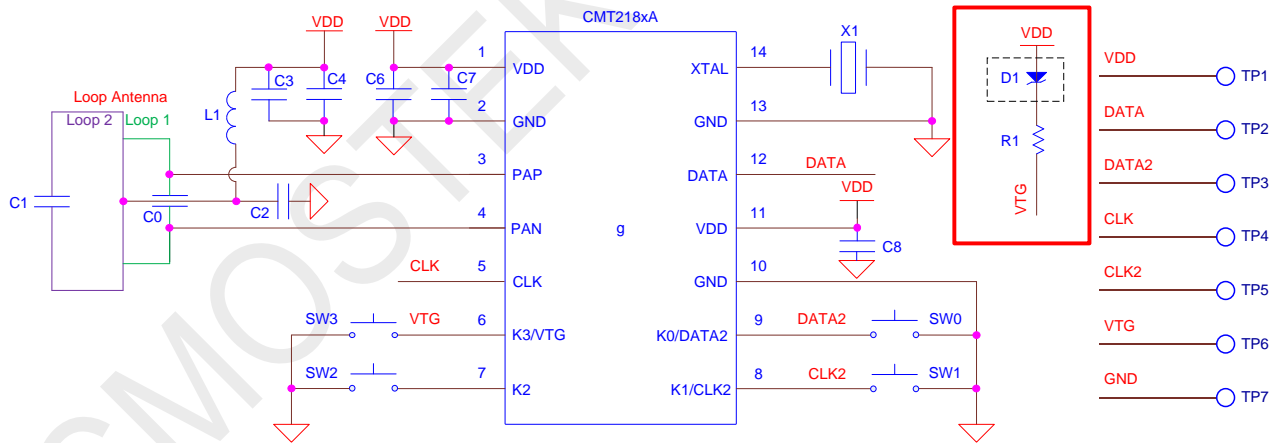 CMT218xA
VDD
VDD
C3
C4
C6
C7
L1
Loop Antenna
Loop 2
Loop 1
C1
C0
C2
1
VDD
2
GND
3
PAP
4
PAN
CLK
5
CLK
SW3
VTG
6
K3/VTG
SW2
7
K2
g
X1
14
XTAL
13
GND
12
DATA
DATA
VDD
11
VDD
C8
10
GND
9
K0/DATA2
DATA2
SW0
8
K1/CLK2
CLK2
SW1
VDD
D1
R1
VTG
VDD
TP1
DATA
TP2
DATA2
TP3
CLK
TP4
CLK2
TP5
VTG
TP6
GND
TP7
CMOSTEK